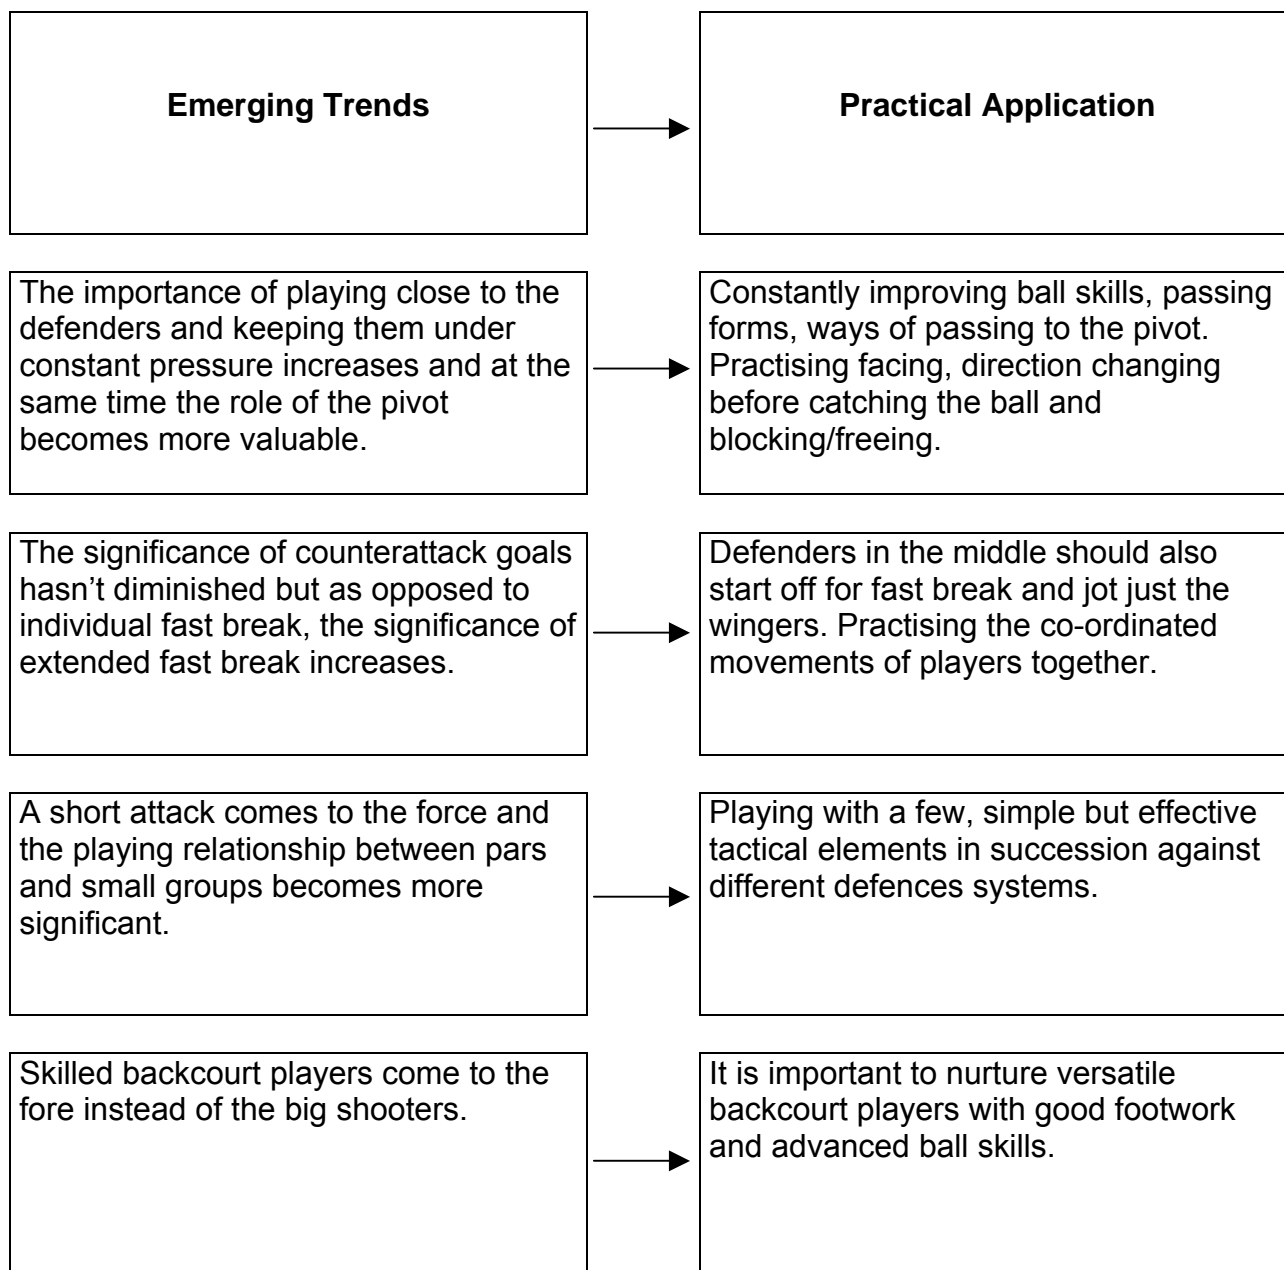 Emerging Trends
Practical Application
The importance of playing close to the
defenders and keeping them under
constant pressure increases and at the
same time the role of the pivot
becomes more valuable.
Constantly improving ball skills, passing
forms, ways of passing to the pivot.
Practising facing, direction changing
before catching the ball and
blocking/freeing.
The significance of counterattack goals
hasn’t diminished but as opposed to
individual fast break, the significance of
extended fast break increases.
Defenders in the middle should also
start off for fast break and jot just the
wingers. Practising the co-ordinated
movements of players together.
A short attack comes to the force and
the playing relationship between pars
and small groups becomes more
significant.
Playing with a few, simple but effective
tactical elements in succession against
different defences systems.
Skilled backcourt players come to the
fore instead of the big shooters.
It is important to nurture versatile
backcourt players with good footwork
and advanced ball skills.